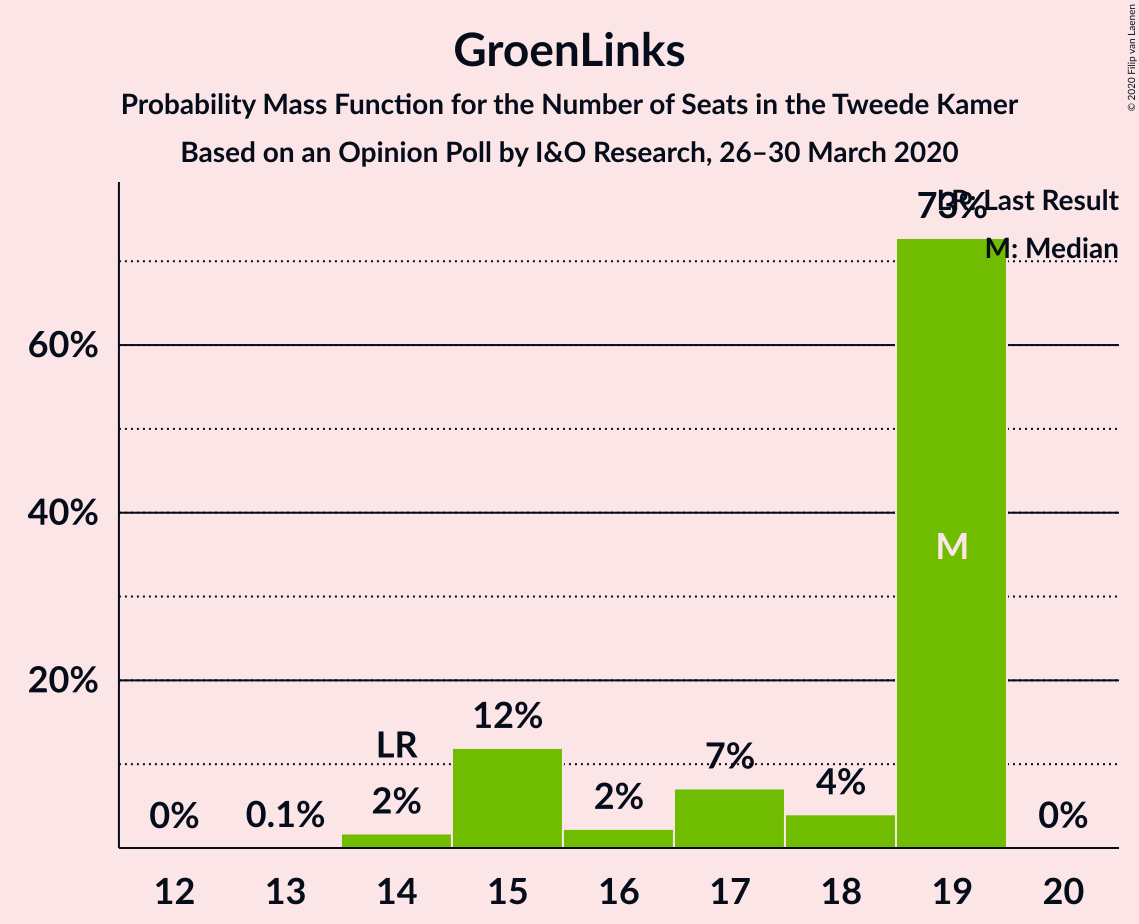 GroenLinks
Probability Mass Function for the Number of Seats in the Tweede Kamer
Based on an Opinion Poll by I&O Research, 26–30 March 2020
© 2020 Filip van Laenen
LR: Last Result
M: Median
60%
40%
20%
0%
0.1%
LR
2%
12%
2%
7%
4%
73%
M
0%
12 13 14 15 16 17 18 19 20